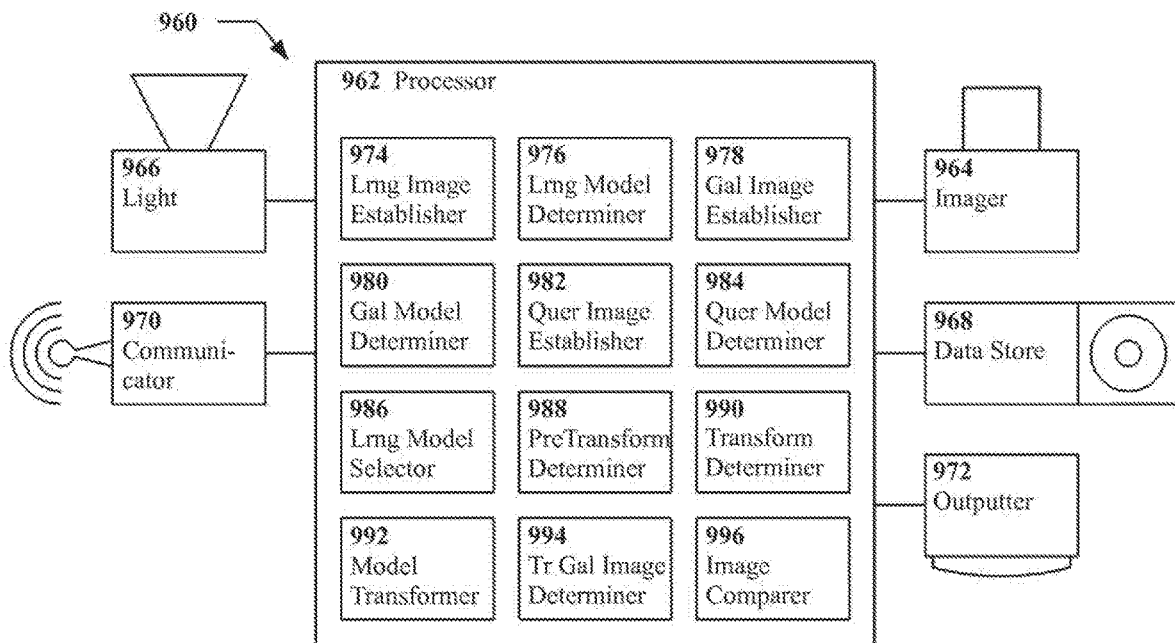 960
962 Processor
966
Light
974
Lrng Image
Establisher
976
Lrng Model
Determiner
978
Gal Image
Establisher
964
Imager
970
Communi-
cator
980
Gal Model
Determiner
982
Quer Image
Establisher
984
Quer Model
Determiner
968
Data Store
986
Lrng Model
Selector
988
PreTransform
Determiner
990
Transform
Determiner
972
Outputter
992
Model
Transformer
994
Tr Gal Image
Determiner
996
Image
Comparer